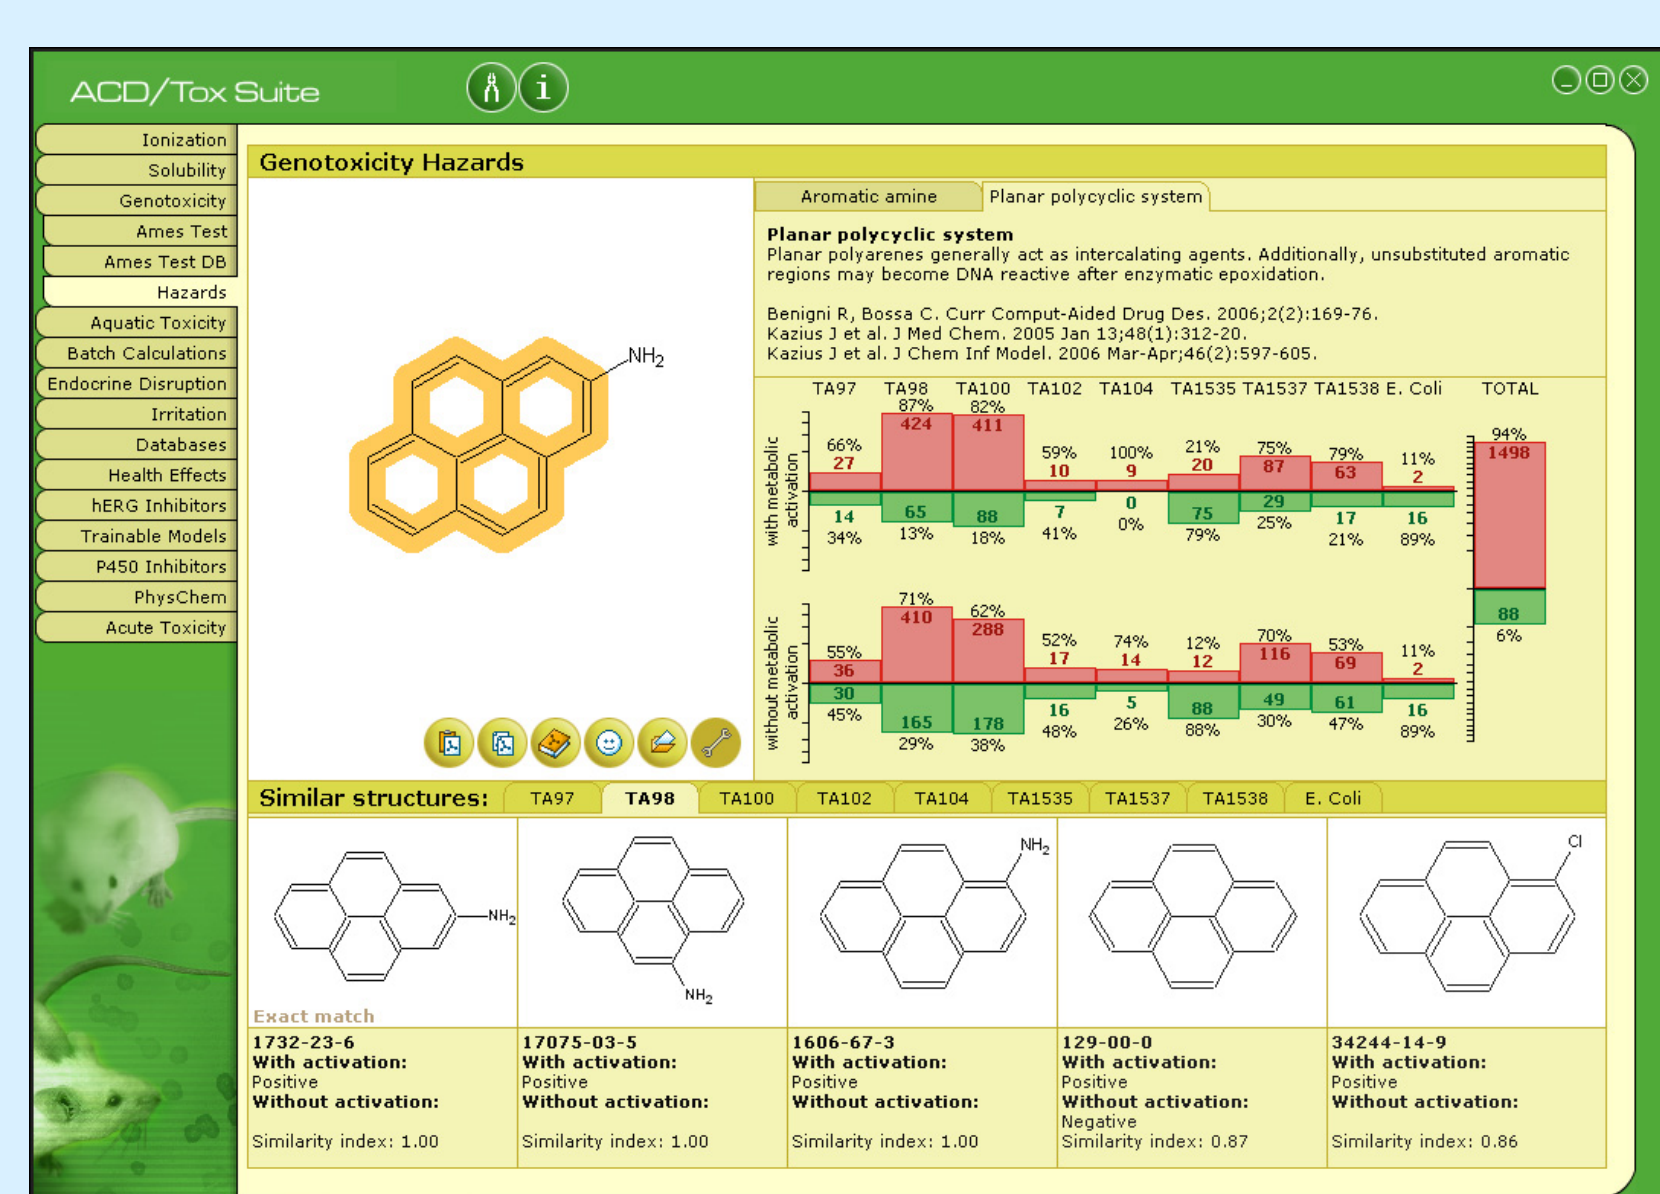 ACD/Tox Suite
i
Ionization
Solubility
Genotoxicity
Ames Test
Ames Test DB
Hazards
Aquatic Toxicity
Batch Calculations
Endocrine Disruption
Irritation
Databases
Health Effects
hERG Inhibitors
Trainable Models
P450 Inhibitors
PhysChem
Acute Toxicity
Genotoxicity Hazards
NH2
Aromatic amine Planar polycyclic system
Planar polycyclic system
Planar polyarenes generally act as intercalating agents. Additionally, unsubstituted aromatic
regions may become DNA reactive after enzymatic epoxidation.
Benigni R, Bossa C. Curr Comput-Aided Drug Des. 2006;2(2):169-76.
Kazius J et al. J Med Chem. 2005 Jan 13;48(1):312-20.
Kazius J et al. J Chem Inf Model. 2006 Mar-Apr;46(2):597-605.
TA97 TA98 TA100 TA102 TA104 TA1535 TA1537 TA1538 E. Coli TOTAL
with metabolic
activation
66% 87% 82% 59% 100% 21% 75% 79% 11% 94%
27 424 411 10 9 20 87 63 2 1498
14 65 88 7 0 75 29 17 16 88
34% 13% 18% 41% 0% 79% 25% 21% 89% 6%
without metabolic
activation
55% 71% 62% 52% 74% 12% 70% 53% 11%
36 410 288 17 14 12 116 69 2
30 165 178 16 5 88 49 61 16
45% 29% 38% 48% 26% 88% 30% 47% 89%
Similar structures: TA97 TA98 TA100 TA102 TA104 TA1535 TA1537 TA1538 E. Coli
NH2
Exact match
1732-23-6
With activation:
Positive
Without activation:
Similarity index: 1.00
NH2
17075-03-5
With activation:
Positive
Without activation:
Similarity index: 1.00
NH2
1606-67-3
With activation:
Positive
Without activation:
Similarity index: 1.00
129-00-0
With activation:
Positive
Without activation:
Negative
Similarity index: 0.87
Cl
34244-14-9
With activation:
Positive
Without activation:
Similarity index: 0.86